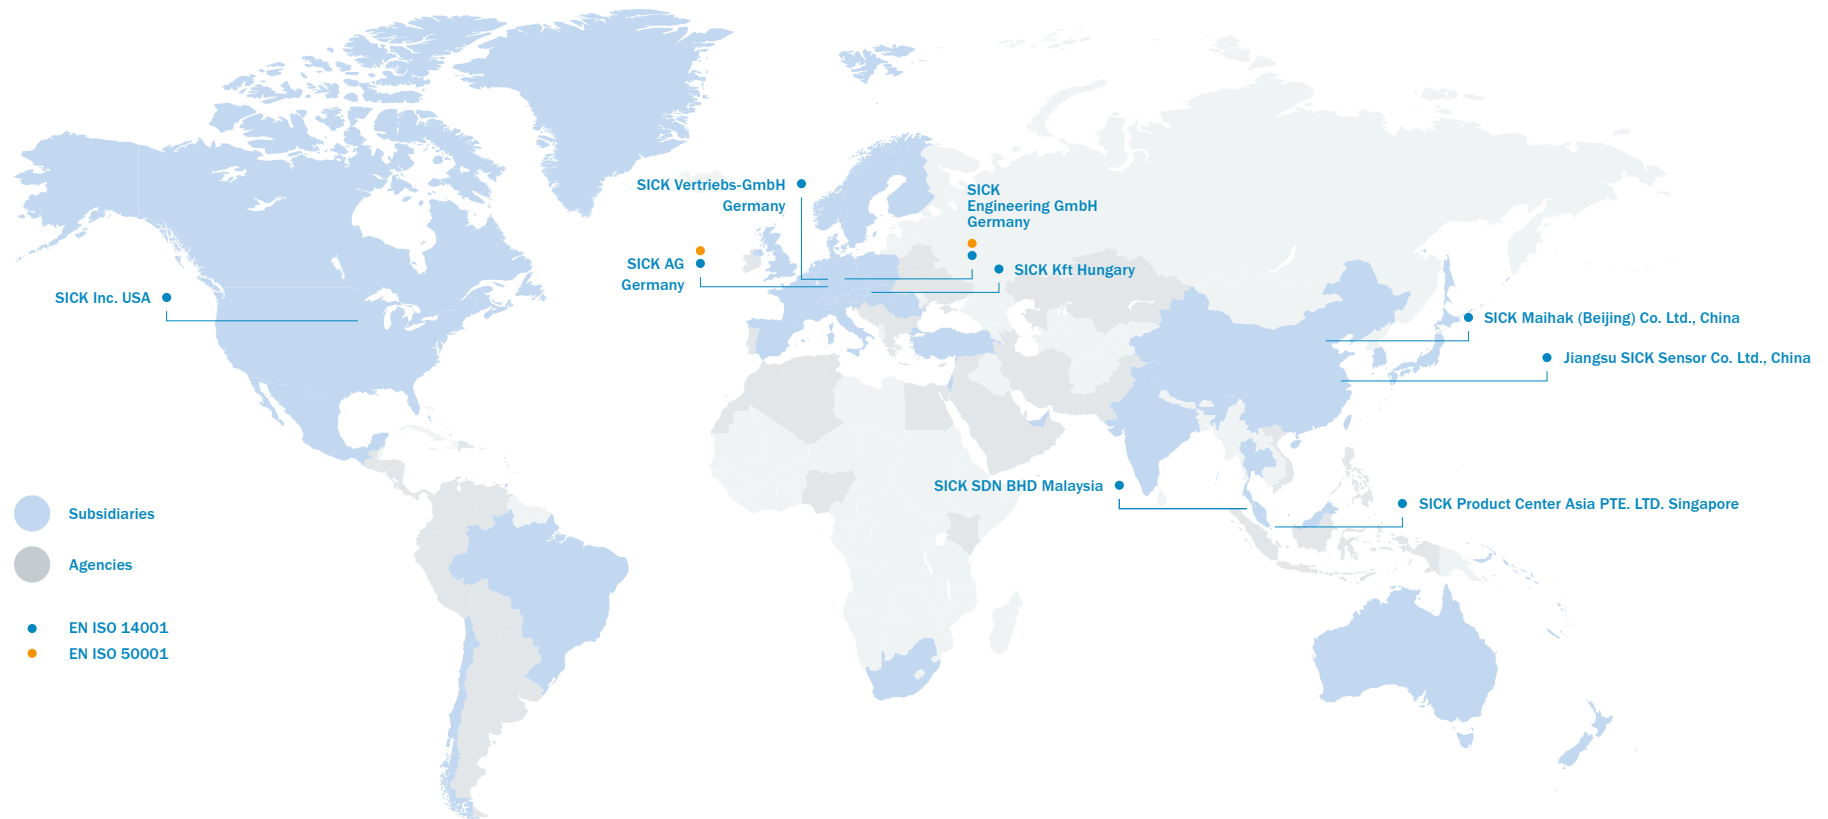 SICK Vertriebs-GmbH
Germany
SICK
Engineering GmbH
Germany
SICK AG
Germany
SICK Kft Hungary
SICK Inc. USA
SICK Maihak (Beijing) Co. Ltd., China
Jiangsu SICK Sensor Co. Ltd., China
SICK SDN BHD Malaysia
SICK Product Center Asia PTE. LTD. Singapore
Subsidiaries
Agencies
EN ISO 14001
EN ISO 50001